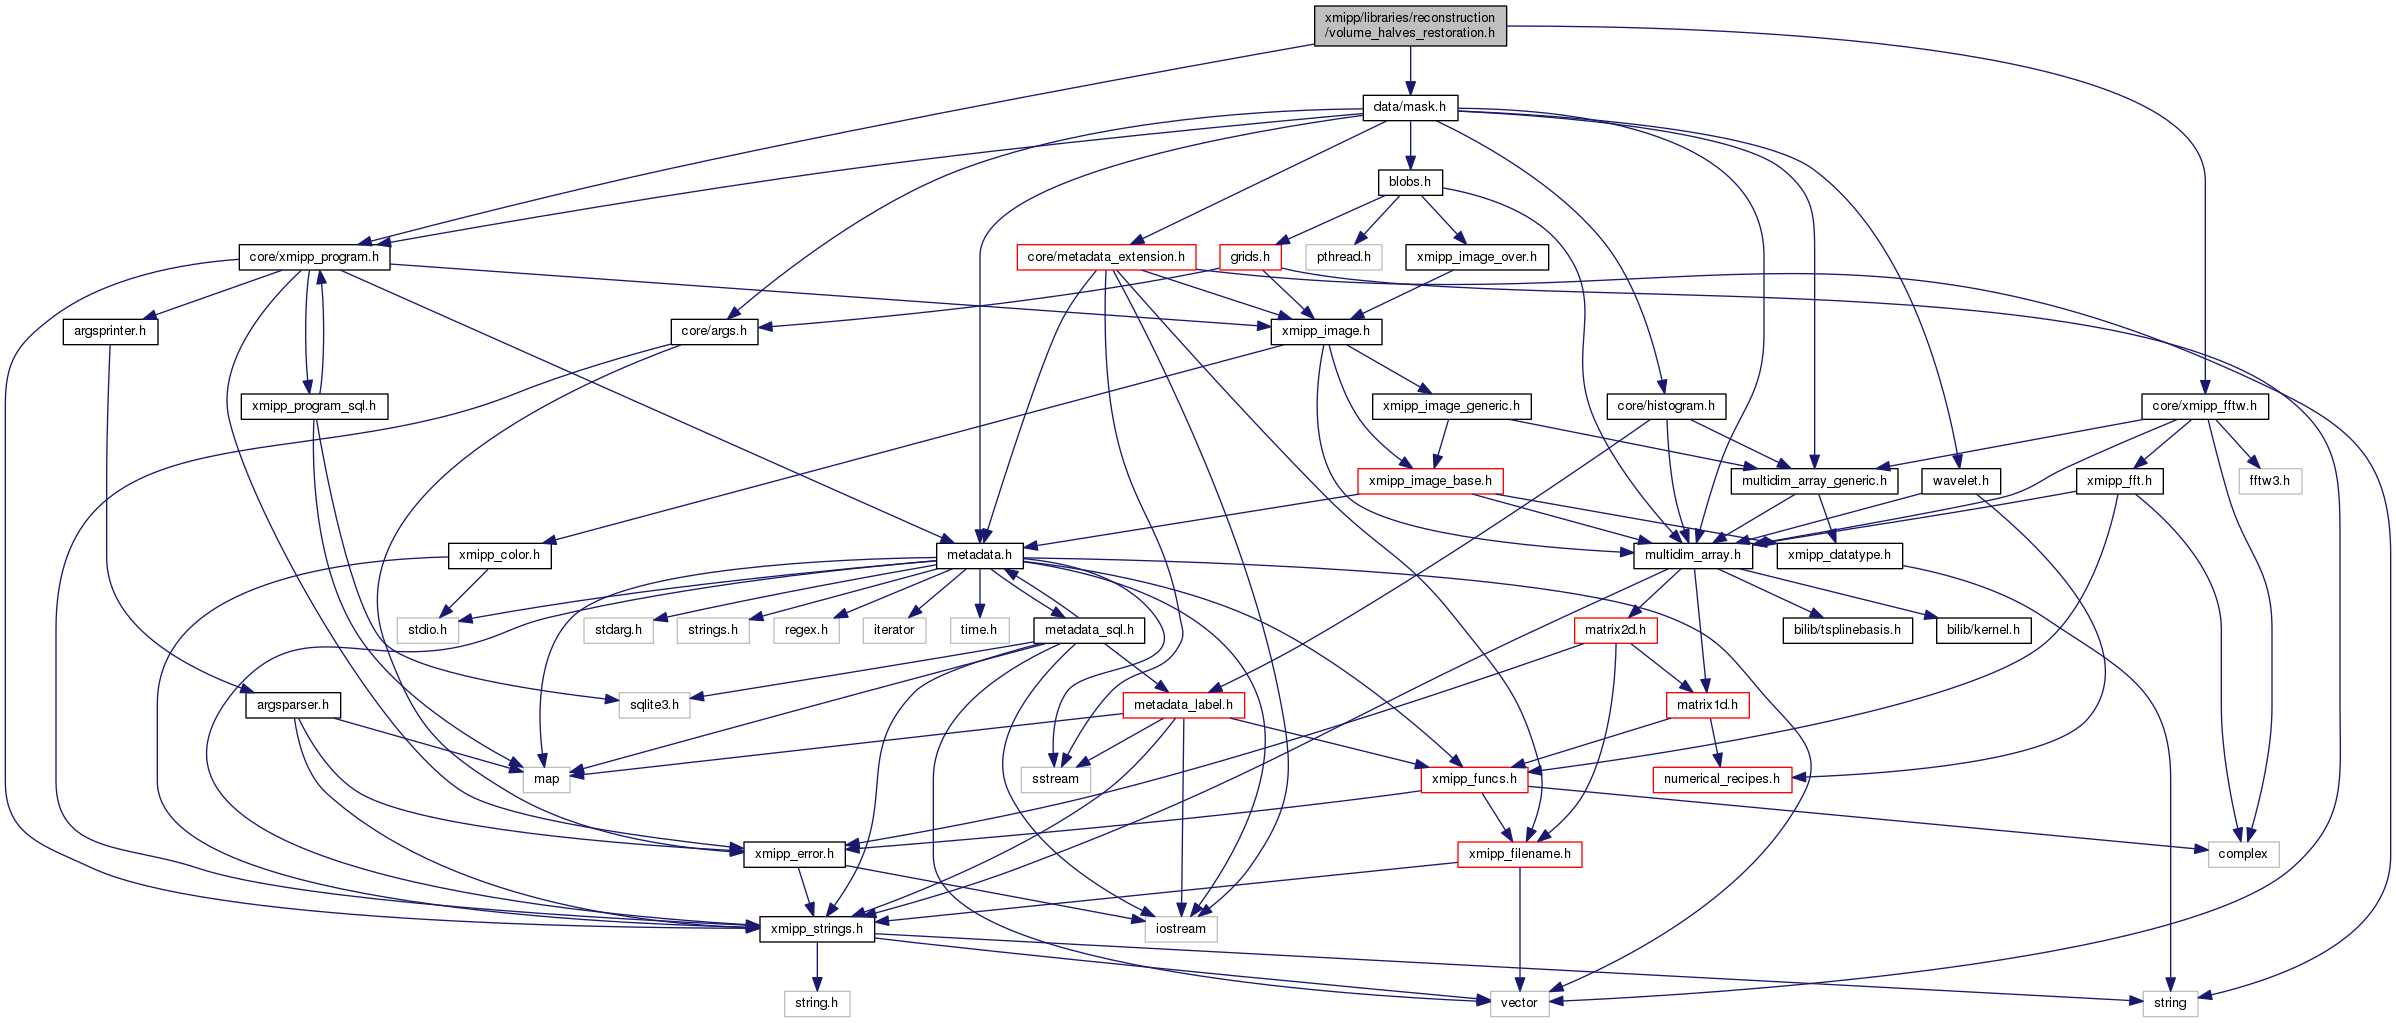 xmipp/libraries/reconstruction
/volume_halves_restoration.h
data/mask.h
blobs.h
core/xmipp_program.h
core/metadata_extension.h
grids.h
pthread.h
xmipp_image_over.h
argsprinter.h
core/args.h
xmipp_image.h
xmipp_program_sql.h
xmipp_image_generic.h
core/histogram.h
core/xmipp_fftw.h
xmipp_image_base.h
multidim_array_generic.h
wavelet.h
xmipp_fft.h
fftw3.h
xmipp_color.h
metadata.h
multidim_array.h
xmipp_datatype.h
stdio.h
stdarg.h
strings.h
regex.h
iterator
time.h
metadata_sql.h
matrix2d.h
bilib/tsplinebasis.h
bilib/kernel.h
argsparser.h
sqlite3.h
metadata_label.h
matrix1d.h
map
sstream
xmipp_funcs.h
numerical_recipes.h
xmipp_error.h
xmipp_filename.h
complex
xmipp_strings.h
iostream
string.h
vector
string